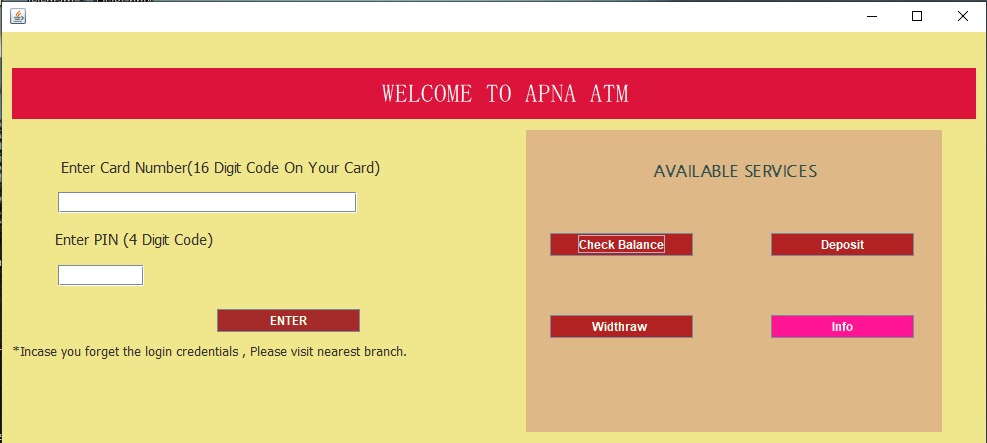 WELCOME TO APNA ATM
Enter Card Number(16 Digit Code On Your Card)
Enter PIN (4 Digit Code)
ENTER
*Incase you forget the login credentials , Please visit nearest branch.
AVAILABLE SERVICES
Check Balance
Deposit
Widthraw
Info